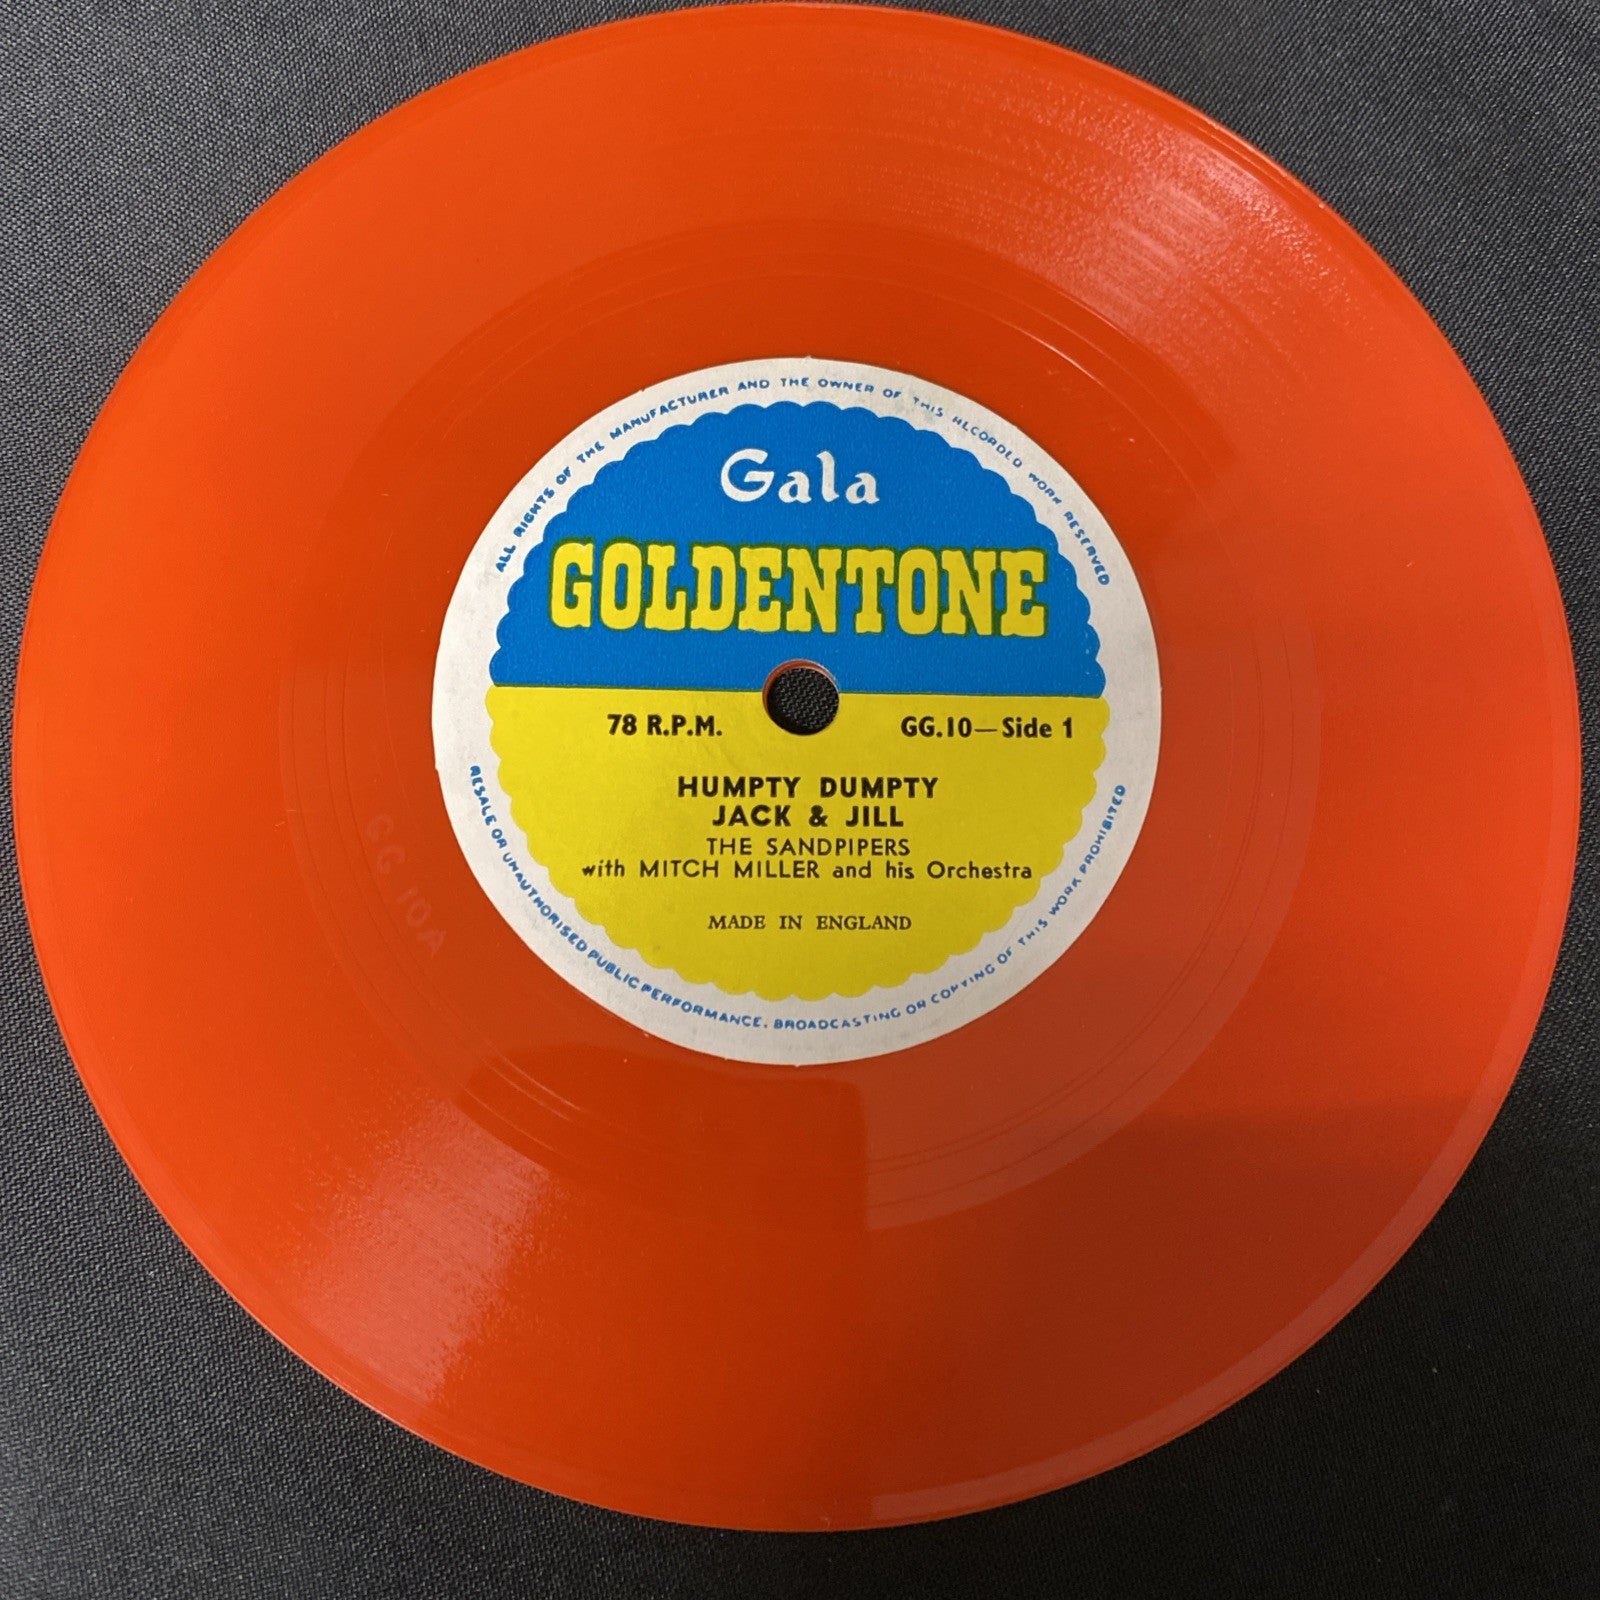 ALL RIGHTS OF THE MANUFACTURER AND THE OWNER OF THIS RECORDED WORK RESERVED
Gala
GOLDENTONE
78 R.P.M. GG.10—Side 1
HUMPTY DUMPTY
JACK & JILL
THE SANDPIPERS
with MITCH MILLER and his Orchestra
MADE IN ENGLAND
RESALE OR UNAUTHORISED PUBLIC PERFORMANCE, BROADCASTING OR COPYING OF THIS WORK PROHIBITED
GG 10A